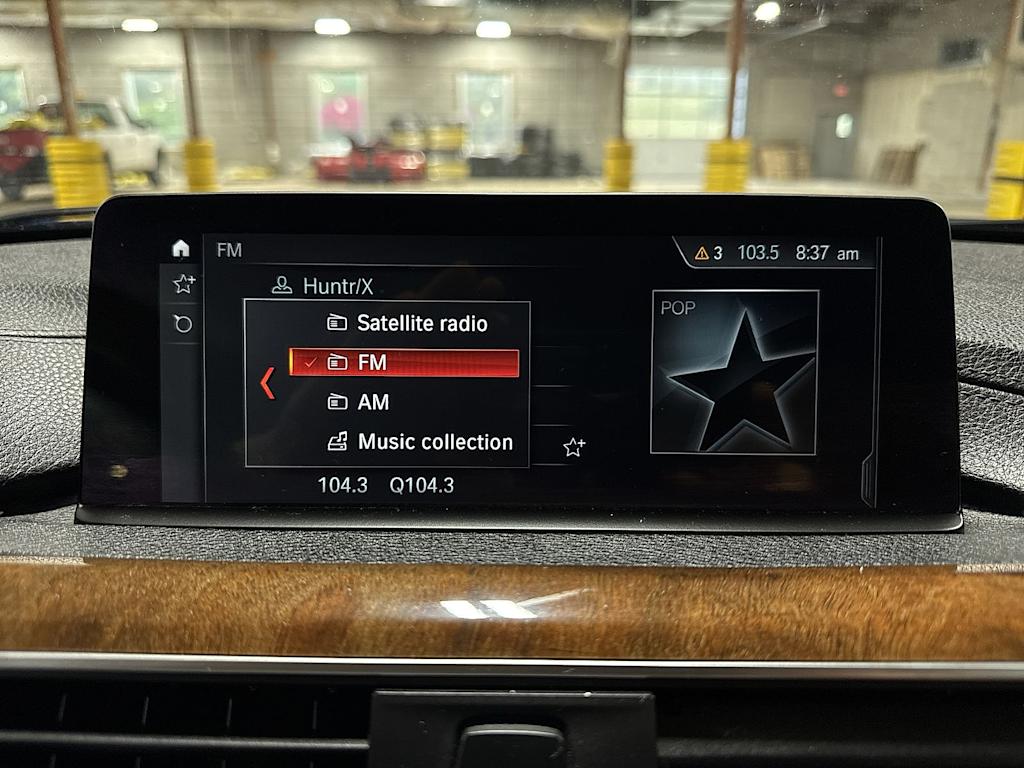 FM
3 103.5 8:37 am
Huntr/X
POP
Satellite radio
FM
AM
Music collection
104.3 Q104.3